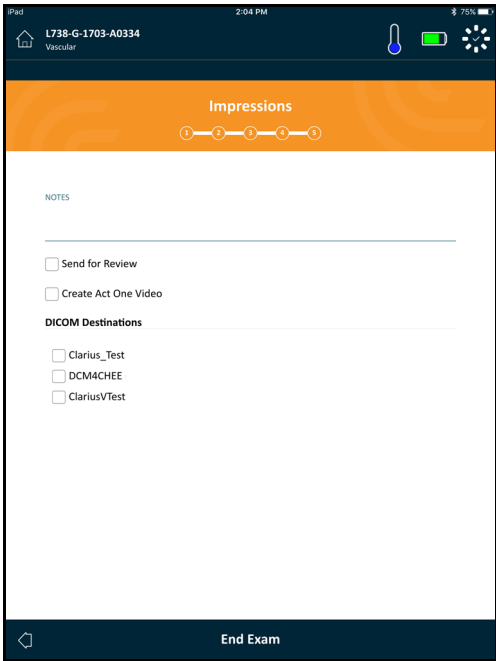 iPad 2:04 PM 75%
L738-G-1703-A0334
Vascular
Impressions
1 2 3 4 5
NOTES
Send for Review
Create Act One Video
DICOM Destinations
Clarius_Test
DCM4CHEE
ClariusVTest
End Exam